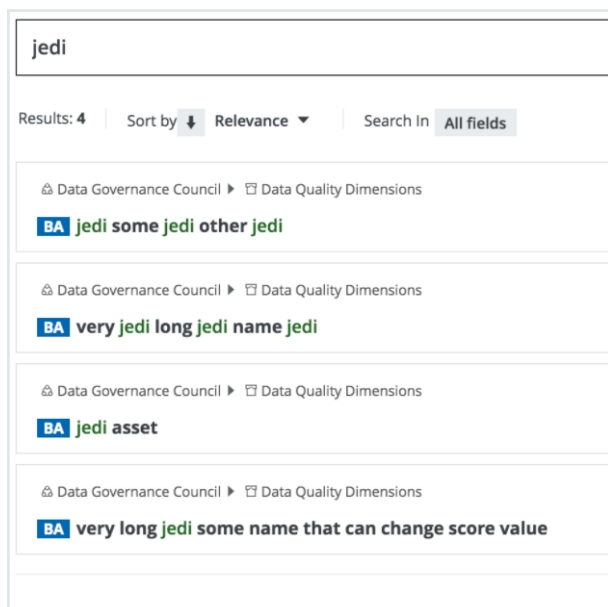 jedi
Results: 4 Sort by Relevance Search In All fields
Data Governance Council Data Quality Dimensions
BA jedi some jedi other jedi
Data Governance Council Data Quality Dimensions
BA very jedi long jedi name jedi
Data Governance Council Data Quality Dimensions
BA jedi asset
Data Governance Council Data Quality Dimensions
BA very long jedi some name that can change score value